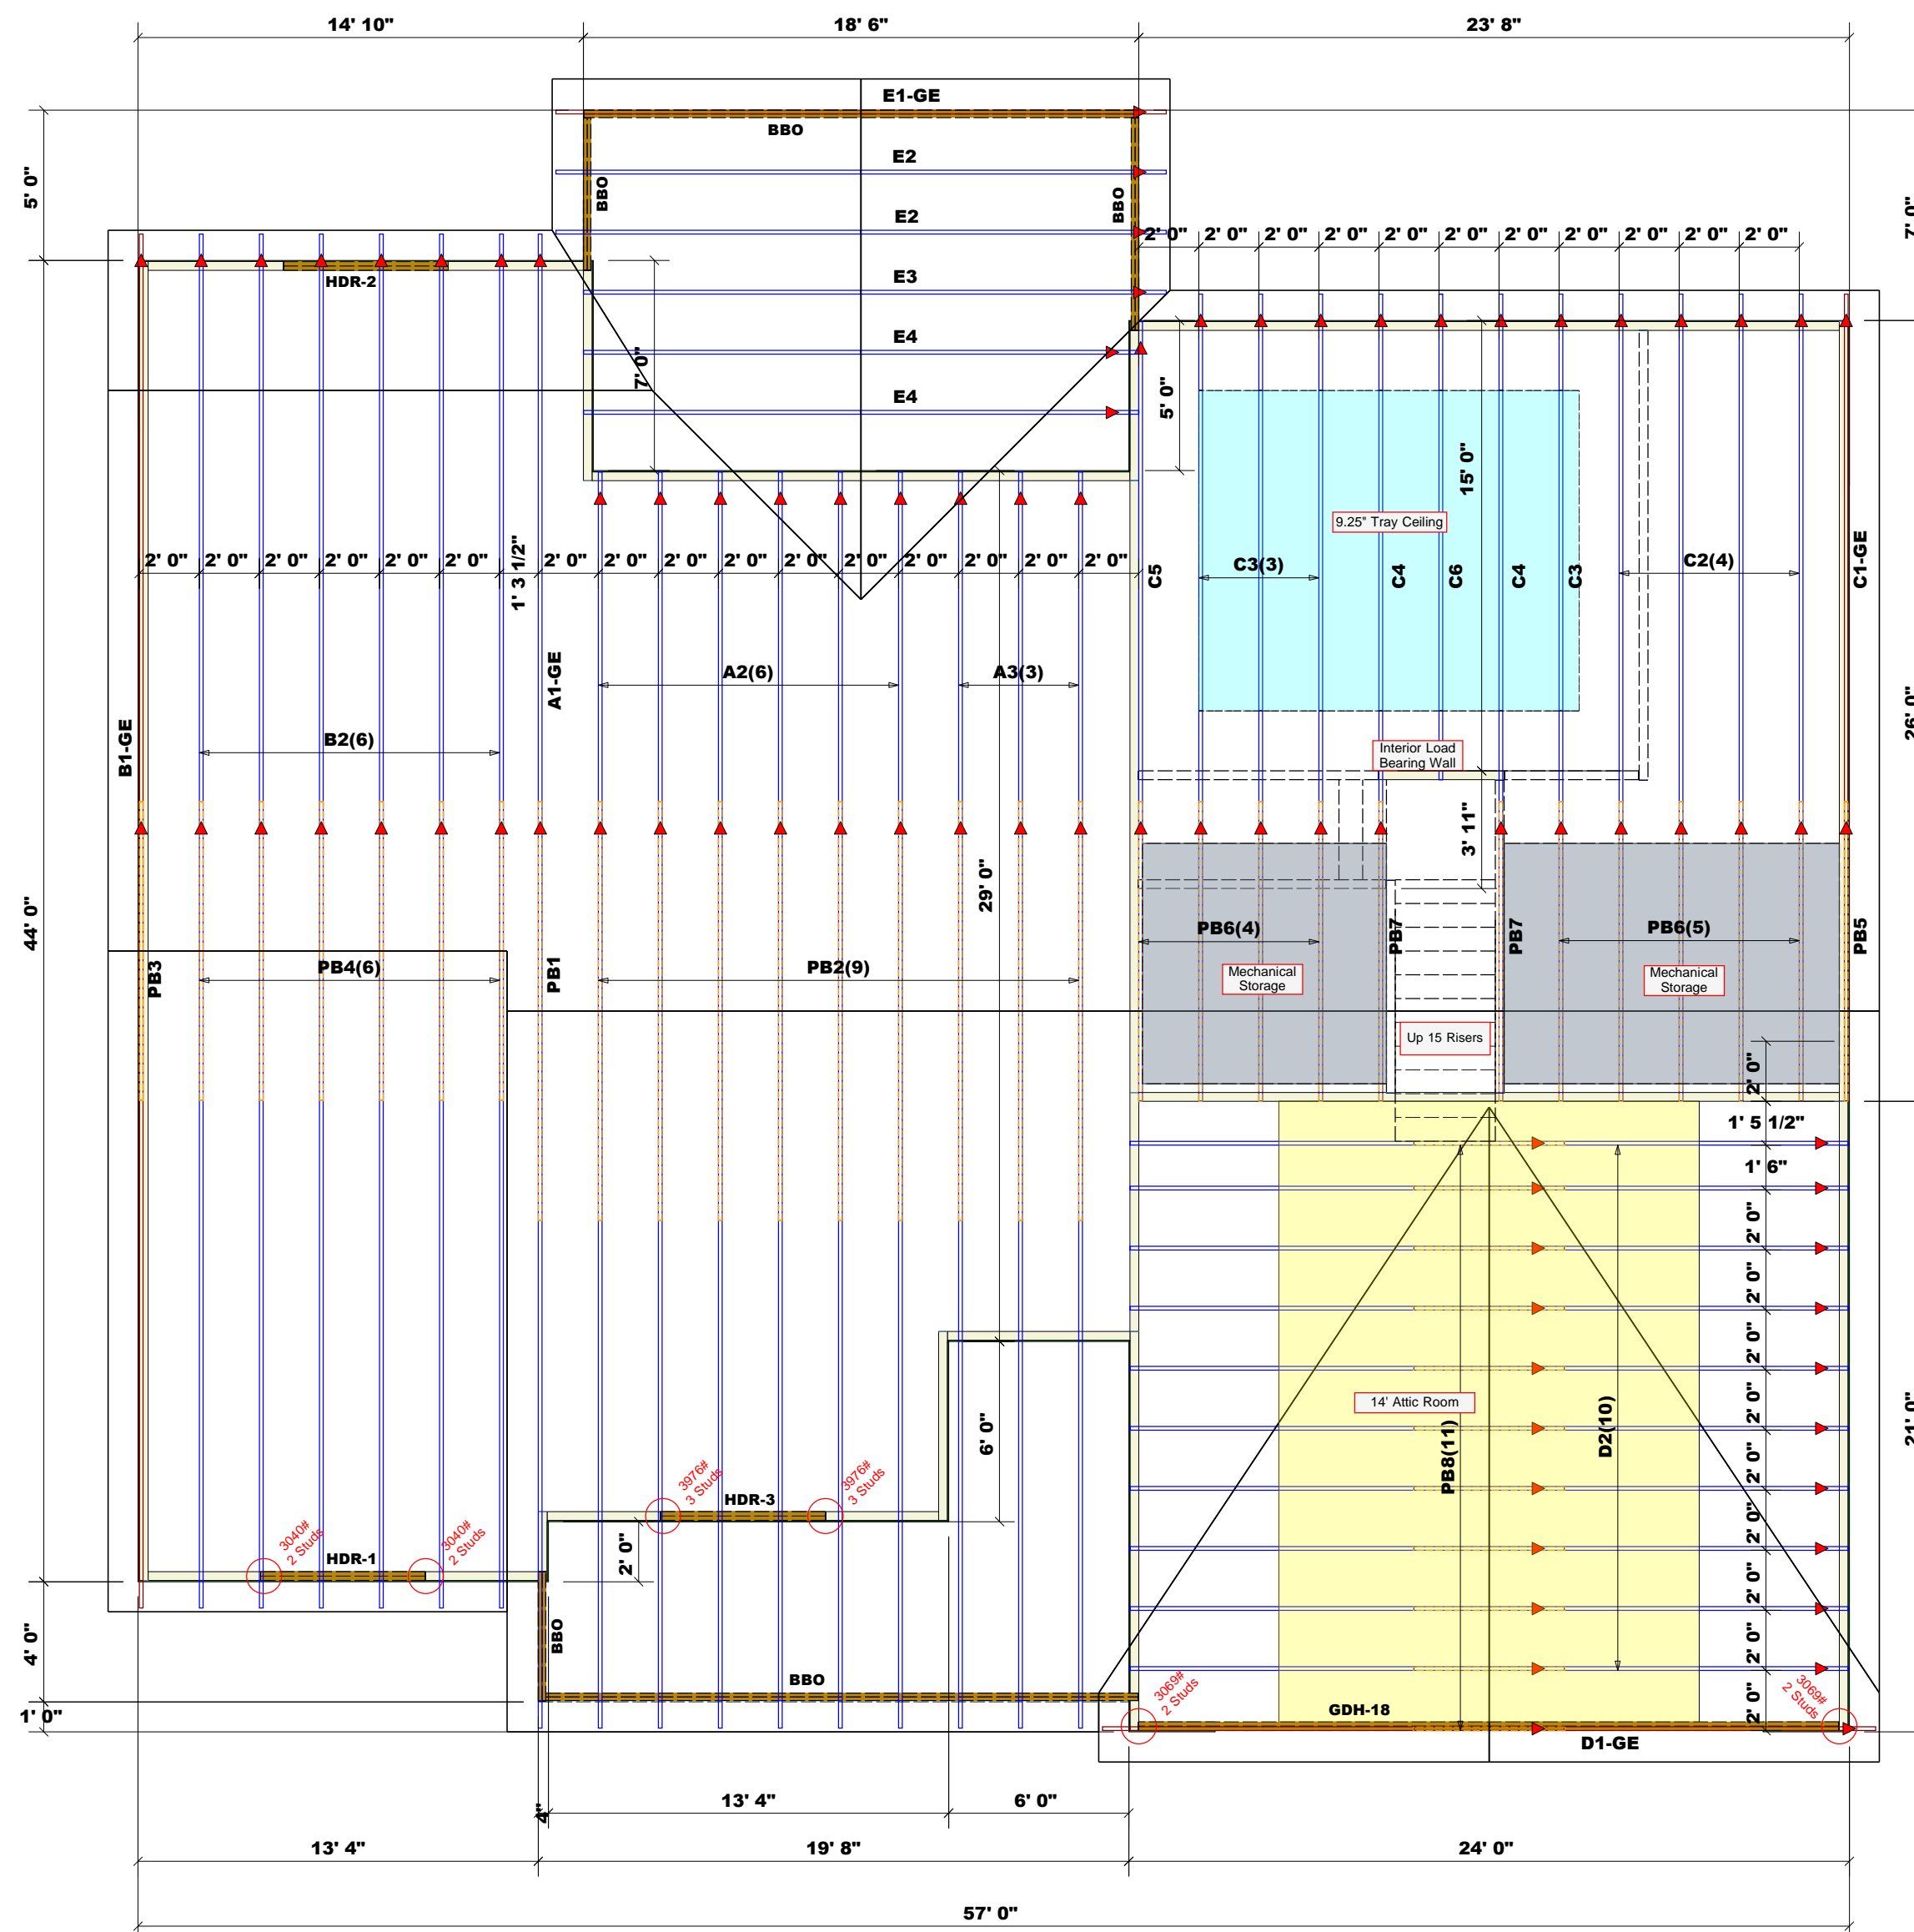 14' 10"
18' 6"
23' 8"
E1-GE
BBO
E2
BBO
BBO
E2
5' 0"
7' 0"
2' 0" 2' 0" 2' 0" 2' 0" 2' 0" 2' 0" 2' 0" 2' 0" 2' 0" 2' 0" 2' 0"
HDR-2
E3
E4
7' 0"
E4
5' 0"
15' 0"
9.25" Tray Ceiling
2' 0" 2' 0" 2' 0" 2' 0" 2' 0" 2' 0" 1' 3 1/2" 2' 0" 2' 0" 2' 0" 2' 0" 2' 0" 2' 0" 2' 0" 2' 0" 2' 0" 2' 0"
C5
C3(3)
C4
C6
C4
C3
C2(4)
C1-GE
A1-GE
A2(6)
A3(3)
B1-GE
B2(6)
26' 0"
Interior Load
Bearing Wall
3' 11"
29' 0"
44' 0"
PB3
PB4(6)
PB1
PB2(9)
PB6(4)
PB7
PB7
PB6(5)
PB5
Mechanical
Storage
Mechanical
Storage
Up 15 Risers
2' 0"
1' 5 1/2"
1' 6"
2' 0"
2' 0"
2' 0"
2' 0"
2' 0"
2' 0"
2' 0"
2' 0"
2' 0"
14' Attic Room
PB8(11)
D2(10)
21' 0"
6' 0"
3976#
2 Studs
3976#
3 Studs
HDR-3
3040#
2 Studs
3040#
2 Studs
HDR-1
2' 0"
BBO
BBO
4' 0"
1' 0"
3069#
2 Studs
3069#
2 Studs
GDH-18
D1-GE
4"
13' 4"
6' 0"
13' 4"
19' 8"
24' 0"
57' 0"